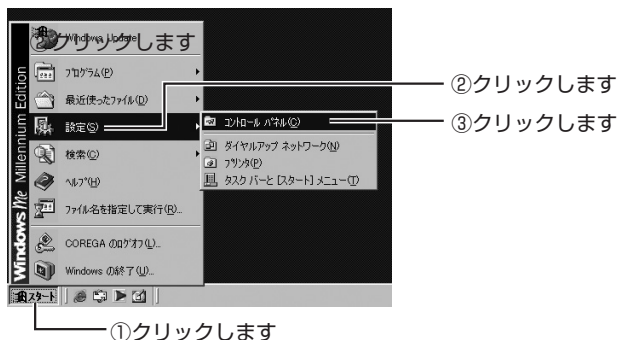 Windows Update
②クリックします
プログラム(P)
最近使ったファイル(D)
設定(S)
②クリックします
コントロール パネル(C)
③クリックします
検索(C)
ダイヤルアップ ネットワーク(N)
ヘルプ(H)
プリンタ(P)
タスク バーと [スタート] メニュー(T)
ファイル名を指定して実行(R)...
COREGA のログオフ(L)...
Windows の終了(U)...
Windows Me Millennium Edition
スタート
①クリックします